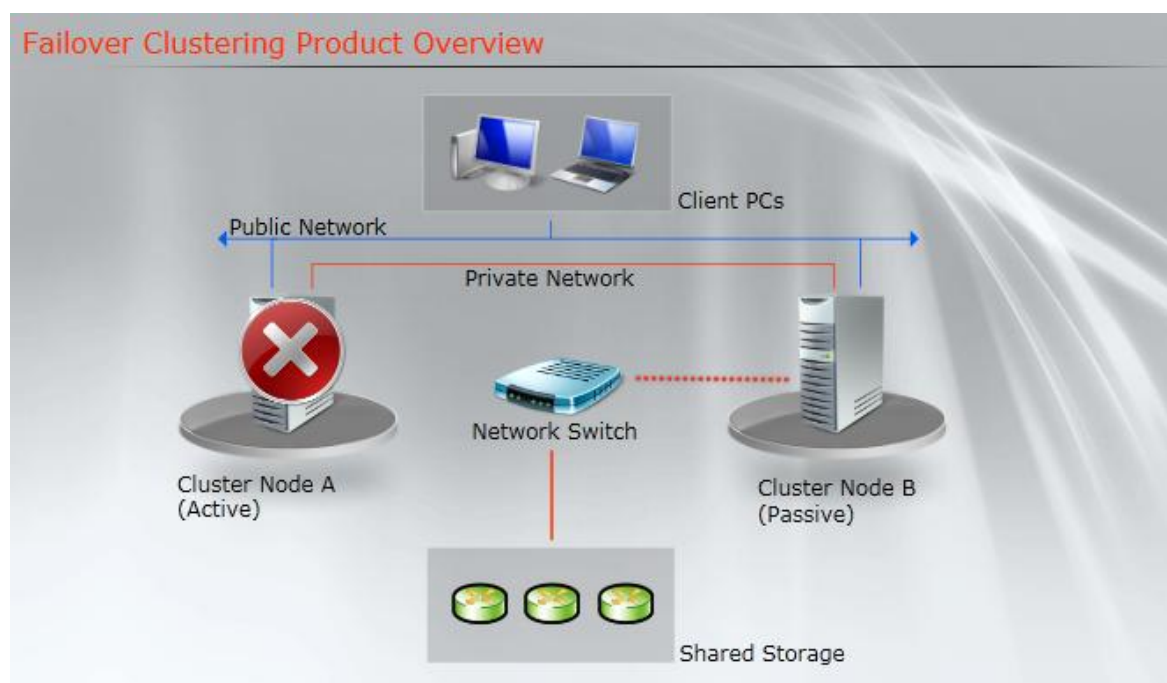 Failover Clustering Product Overview
Client PCs
Public Network
Private Network
Network Switch
Cluster Node A
(Active)
Cluster Node B
(Passive)
Shared Storage